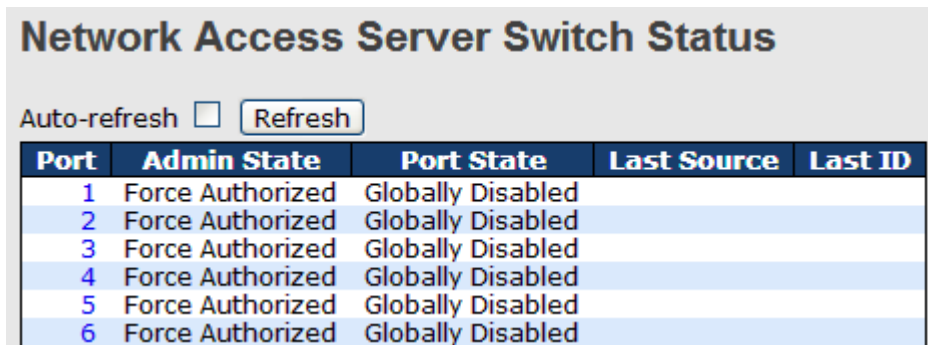 Network Access Server Switch Status
Auto-refresh Refresh
Port Admin State Port State Last Source Last ID
1 Force Authorized Globally Disabled
2 Force Authorized Globally Disabled
3 Force Authorized Globally Disabled
4 Force Authorized Globally Disabled
5 Force Authorized Globally Disabled
6 Force Authorized Globally Disabled